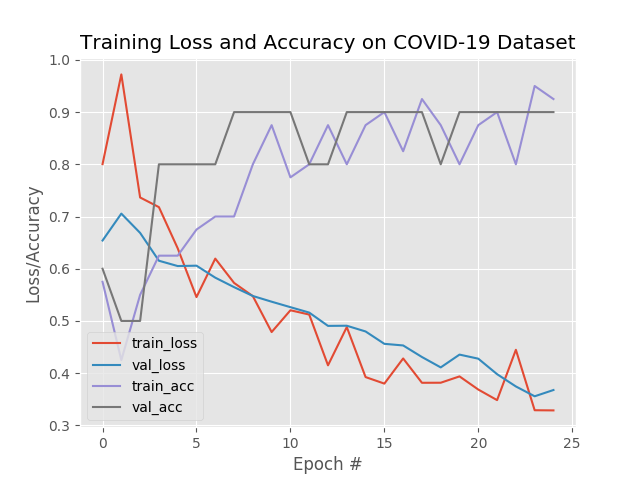 Training Loss and Accuracy on COVID-19 Dataset
1.0
0.9
0.8
0.7
0.6
0.5
0.4
0.3
Loss/Accuracy
train_loss
val_loss
train_acc
val_acc
0 5 10 15 20 25
Epoch #